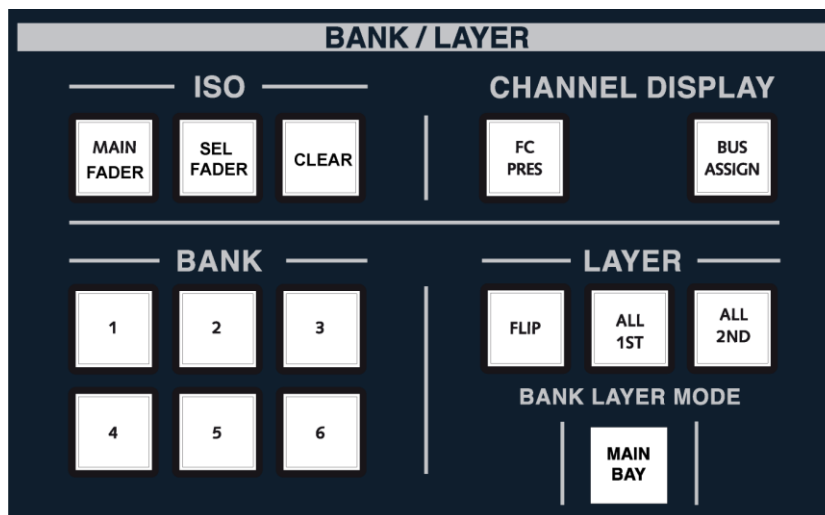 BANK / LAYER
ISO
CHANNEL DISPLAY
MAIN
FADER
SEL
FADER
CLEAR
FC
PRES
BUS
ASSIGN
BANK
LAYER
1
2
3
FLIP
ALL
1ST
ALL
2ND
BANK LAYER MODE
4
5
6
MAIN
BAY